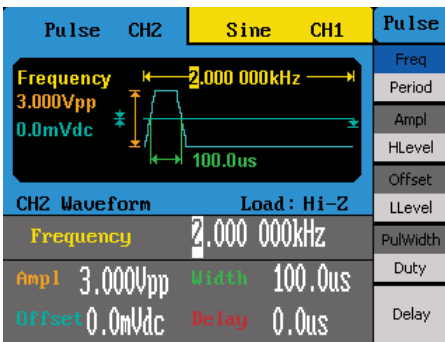 Pulse CH2 Sine CH1 Pulse
Frequency 2.000 000kHz
3.000Vpp
0.0mVdc
100.0us
CH2 Waveform Load: Hi-Z
Frequency 2.000 000kHz
Ampl 3.000Vpp Width 100.0us
Offset 0.0mVdc Delay 0.0us
Freq
Period
Ampl
HLevel
Offset
LLevel
PulWidth
Duty
Delay